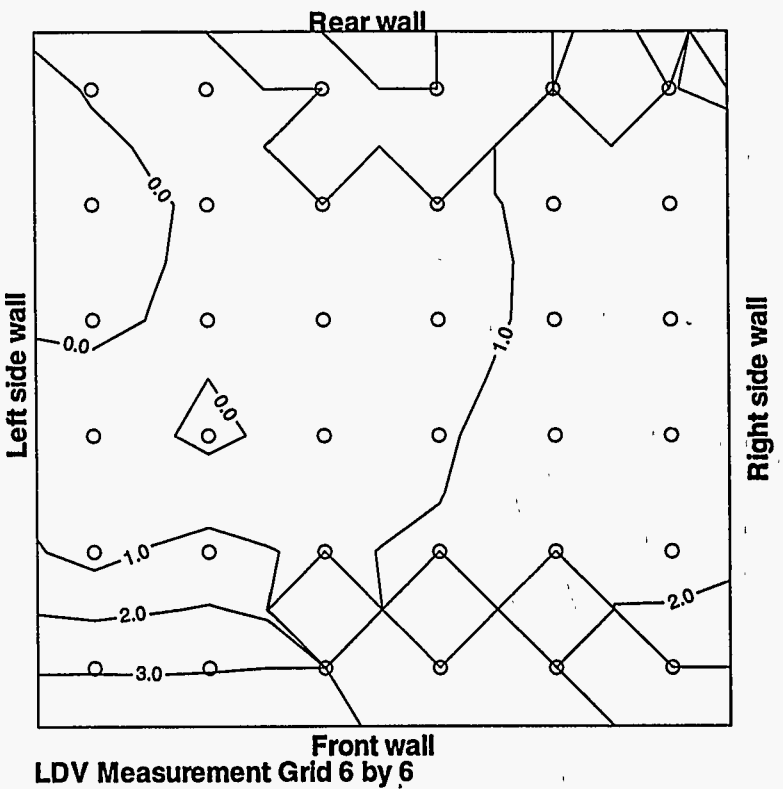 Rear wall
0.0
Left side wall
0.0
1.0
Right side wall
0.0
1.0
2.0
2.0
3.0
Front wall
LDV Measurement Grid 6 by 6